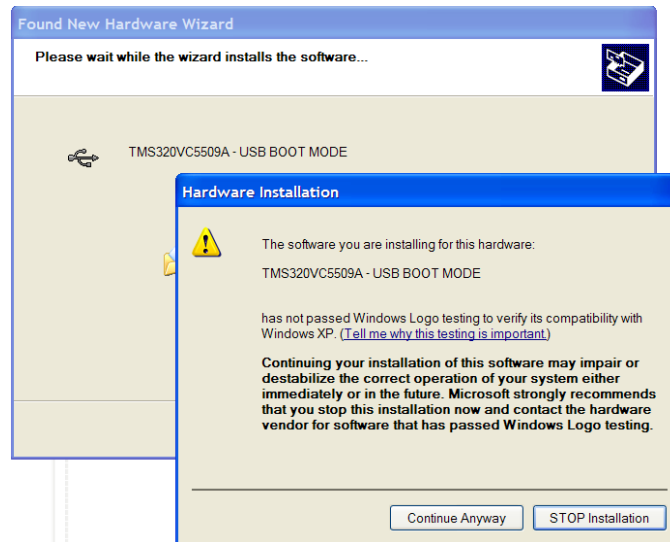 Found New Hardware Wizard
Please wait while the wizard installs the software...
TMS320VC5509A - USB BOOT MODE
Hardware Installation
The software you are installing for this hardware:
TMS320VC5509A - USB BOOT MODE
has not passed Windows Logo testing to verify its compatibility with
Windows XP. (Tell me why this testing is important.)
Continuing your installation of this software may impair or
destabilize the correct operation of your system either
immediately or in the future. Microsoft strongly recommends
that you stop this installation now and contact the hardware
vendor for software that has passed Windows Logo testing.
Continue Anyway
STOP Installation